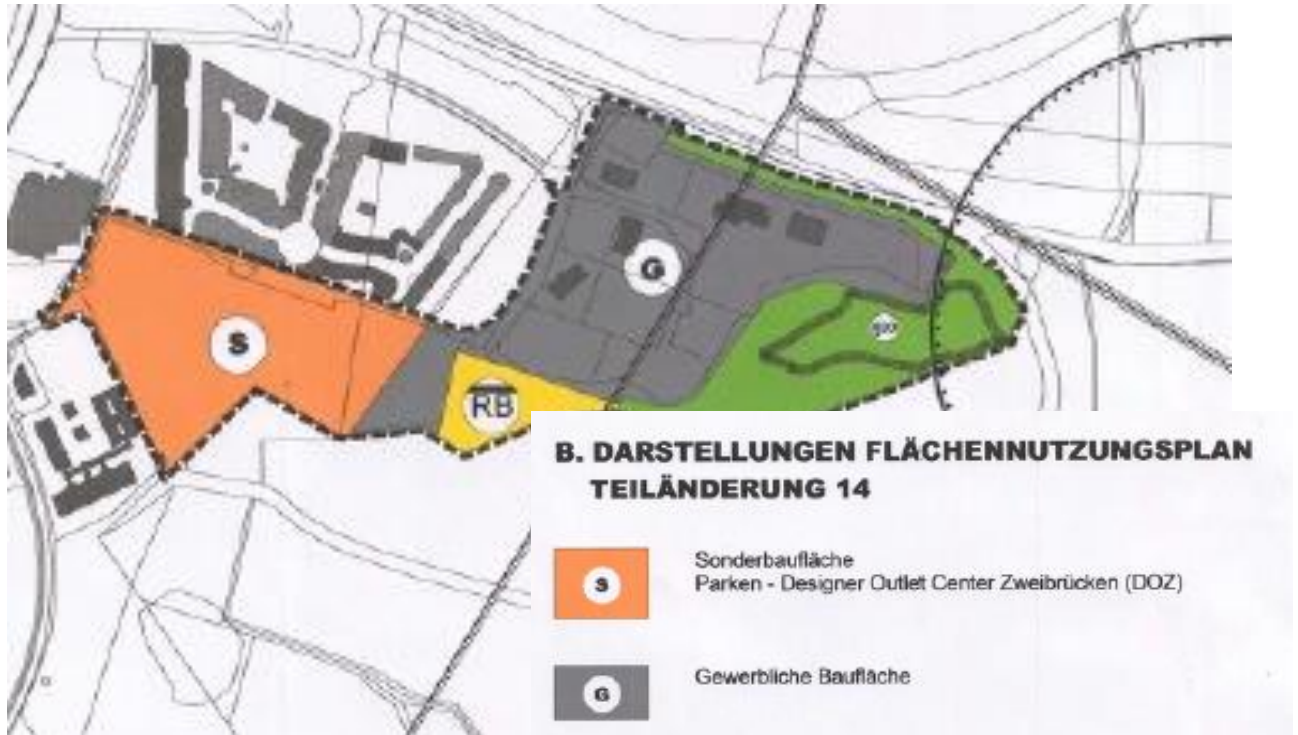 S
G
RB
B. DARSTELLUNGEN FLÄCHENNUTZUNGSPLAN
TEILÄNDERUNG 14
S
Sonderbaufläche
Parken - Designer Outlet Center Zweibrücken (DOZ)
G
Gewerbliche Baufläche